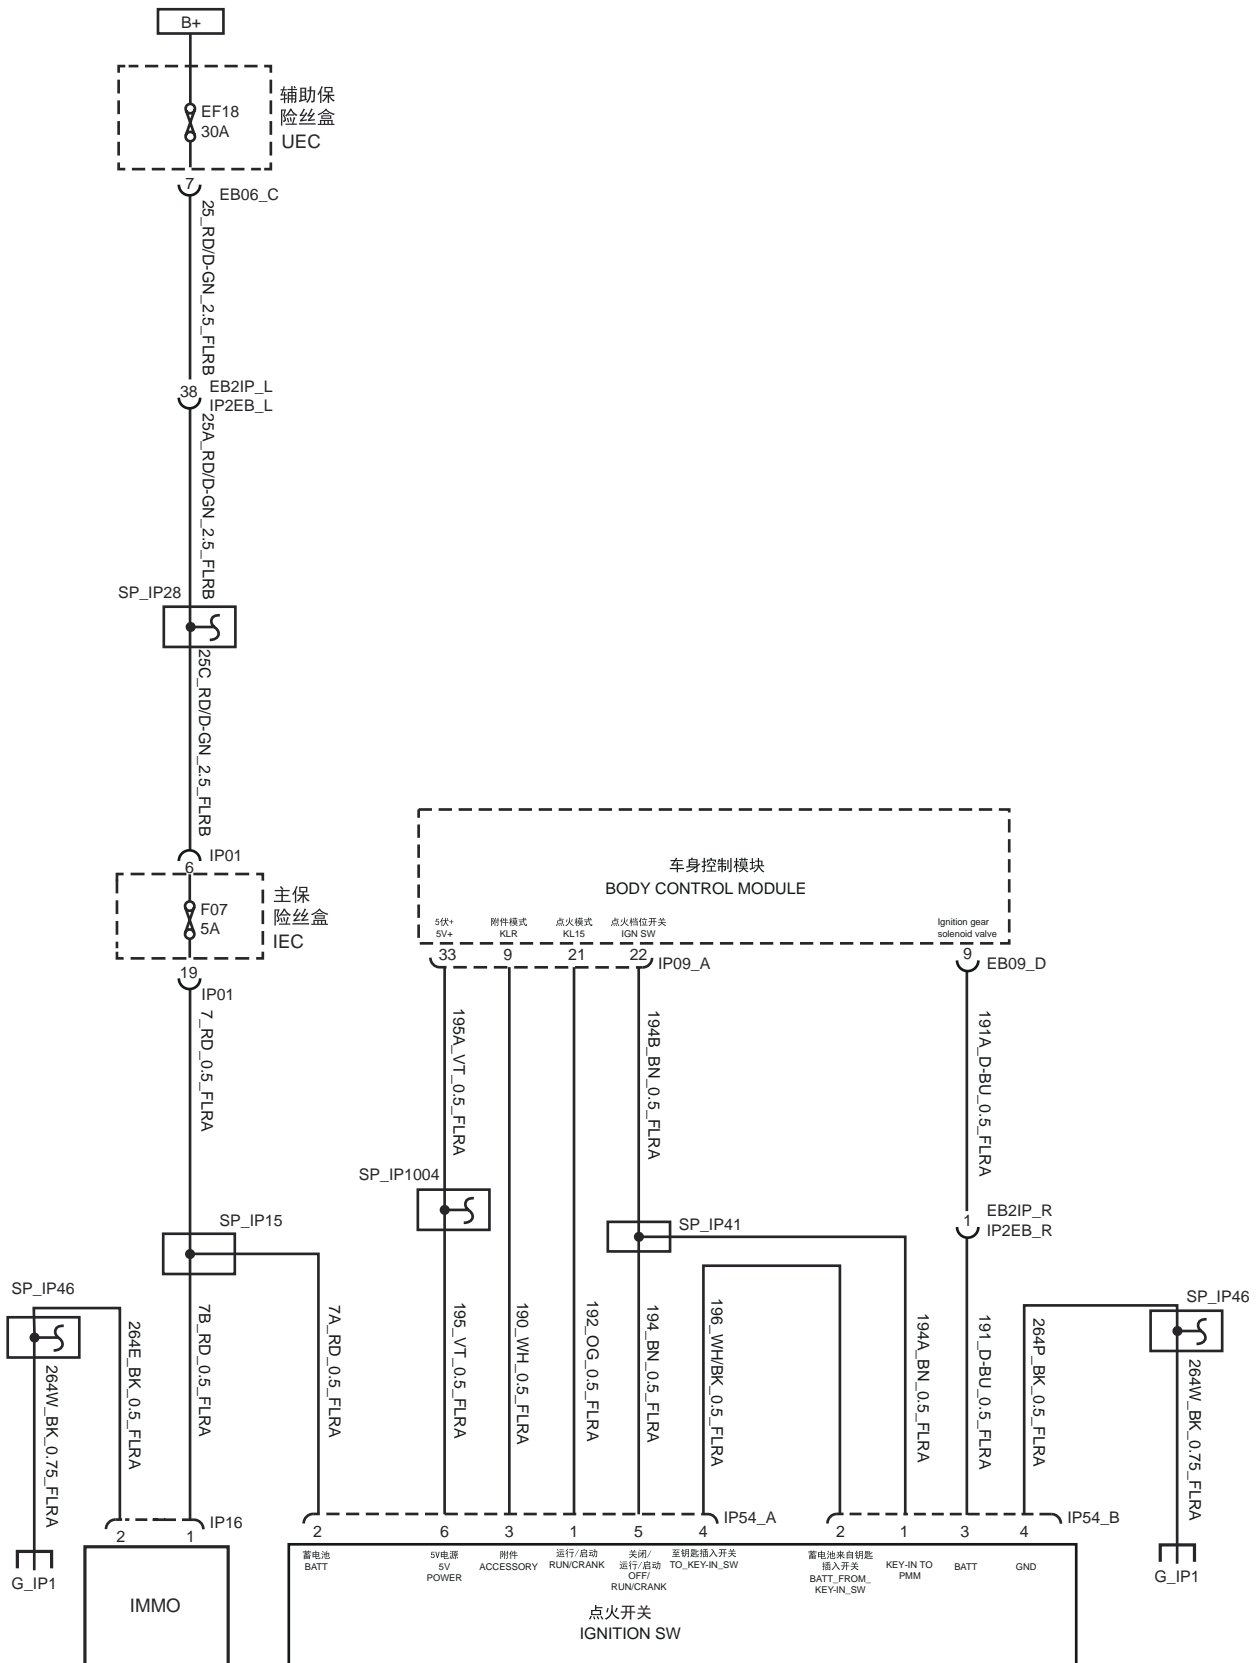 B+
EF18
30A
辅助保
险丝盒
UEC
7
EB06_C
25_RD/D-GN_2.5_FLRB
38
EB2IP_L
IP2EB_L
25A_RD/D-GN_2.5_FLRB
SP_IP28
25C_RD/D-GN_2.5_FLRB
IP01
6
F07
5A
主保
险丝盒
IEC
19
IP01
7_RD_0.5_FLRA
车身控制模块
BODY CONTROL MODULE
5伏+
5V+
附件模式
KLR
点火模式
KL15
点火档位开关
IGN SW
Ignition gear
solenoid valve
33
9
21
22
IP09_A
9
EB09_D
195A_VT_0.5_FLRA
194B_BN_0.5_FLRA
191A_D-BU_0.5_FLRA
SP_IP1004
SP_IP15
SP_IP41
1
EB2IP_R
IP2EB_R
SP_IP46
SP_IP46
264W_BK_0.75_FLRA
264E_BK_0.5_FLRA
7B_RD_0.5_FLRA
7A_RD_0.5_FLRA
195_VT_0.5_FLRA
190_WH_0.5_FLRA
192_OG_0.5_FLRA
194_BN_0.5_FLRA
196_WH/BK_0.5_FLRA
194A_BN_0.5_FLRA
191_D-BU_0.5_FLRA
264P_BK_0.5_FLRA
264W_BK_0.75_FLRA
2
1
IP16
2
6
3
1
5
4
IP54_A
2
1
3
4
IP54_B
G_IP1
IMMO
蓄电池
BATT
5V电源
5V
POWER
附件
ACCESSORY
运行/启动
RUN/CRANK
关闭/
运行/启动
OFF/
RUN/CRANK
至钥匙插入开关
TO_KEY-IN_SW
蓄电池来自钥匙
插入开关
BATT_FROM_
KEY-IN_SW
KEY-IN TO
PMM
BATT
GND
G_IP1
点火开关
IGNITION SW